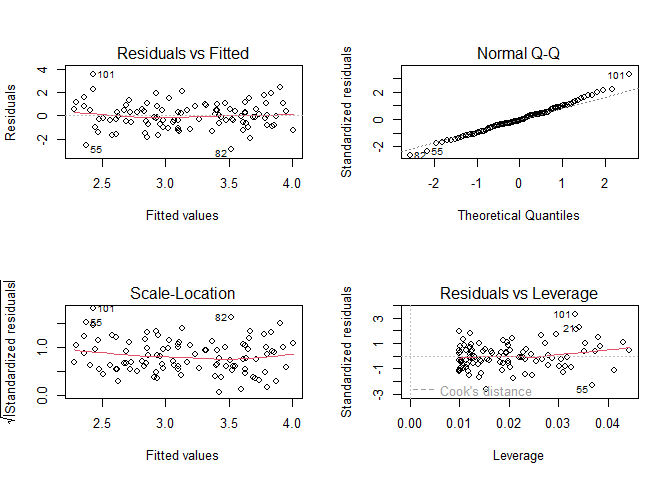 Residuals vs Fitted
Residuals
4
2
0
-2
101
55
82
2.5 3.0 3.5 4.0
Fitted values
Normal Q-Q
Standardized residuals
2
0
-2
101
82 55
-2 -1 0 1 2
Theoretical Quantiles
Scale-Location
√|Standardized residuals|
1.0
0.0
101
55
82
2.5 3.0 3.5 4.0
Fitted values
Residuals vs Leverage
Standardized residuals
3
1
-1
-3
101
21
55
Cook's distance
0.00 0.01 0.02 0.03 0.04
Leverage